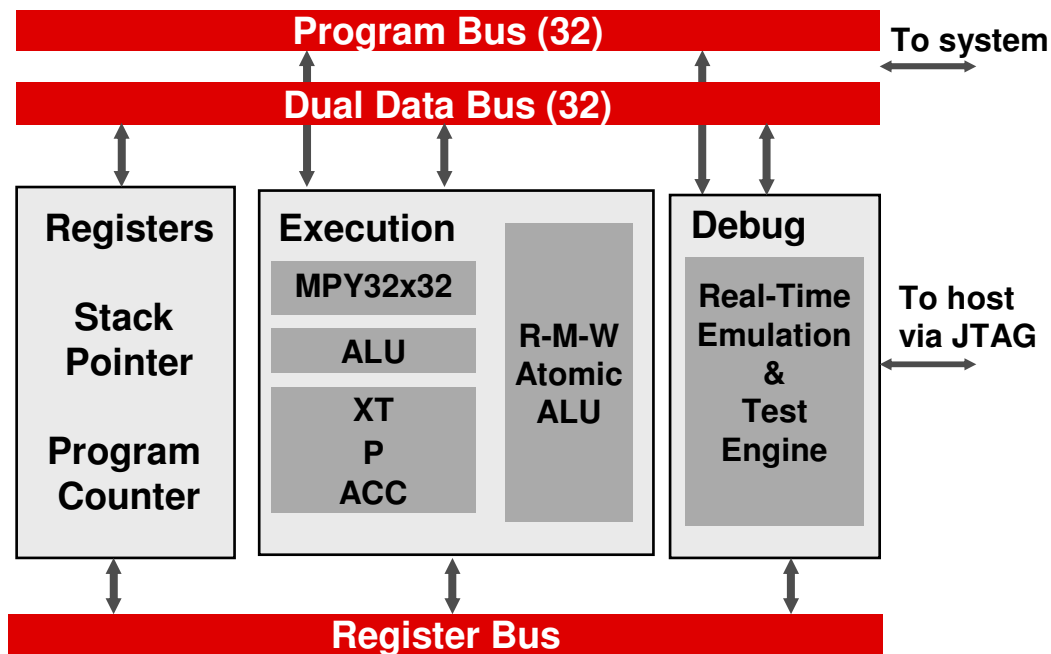 Program Bus (32)
To system
Dual Data Bus (32)
Registers
Stack
Pointer
Program
Counter
Execution
MPY32x32
ALU
XT
P
ACC
R-M-W
Atomic
ALU
Debug
Real-Time
Emulation
&
Test
Engine
To host
via JTAG
Register Bus